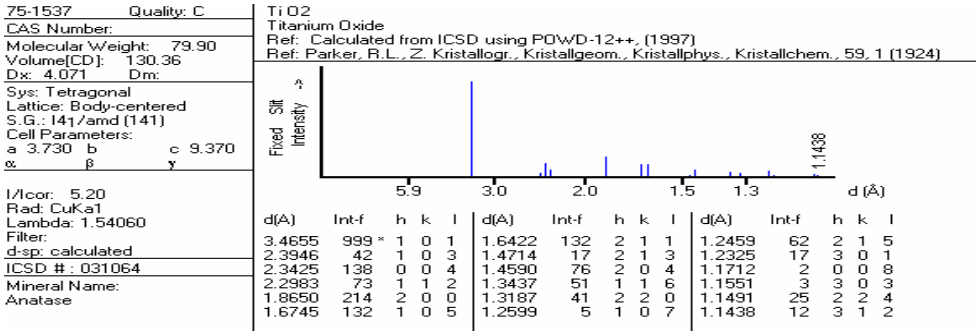 75-1537 Quality: C
CAS Number:
Molecular Weight: 79.90
Volume[CD]: 130.36
Dx: 4.071 Dm:
Sys: Tetragonal
Lattice: Body-centered
S.G.: I41/amd (141)
Cell Parameters:
a 3.730 b c 9.370
α β γ
I/Icor: 5.20
Rad: CuKa1
Lambda: 1.54060
Filter:
d-sp: calculated
ICSD # : 031064
Mineral Name:
Anatase
Ti O2
Titanium Oxide
Ref: Calculated from ICSD using POWD-12++, (1997)
Ref: Parker, R.L., Z. Kristallogr., Kristallgeom., Kristallphys., Kristallchem., 59, 1 (1924)
Fixed Slit
Intensity ->
1.1438
5.9 3.0 2.0 1.5 1.3 d (Å)
d(A) Int-f h k l d(A) Int-f h k l d(A) Int-f h k l
3.4655 999 * 1 0 1 1.6422 132 2 1 1 1.2459 62 2 1 5
2.3946 42 1 0 3 1.4714 17 2 1 3 1.2325 17 3 0 1
2.3425 138 0 0 4 1.4590 76 2 0 4 1.1712 2 0 0 8
2.2983 73 1 1 2 1.3437 51 1 1 6 1.1551 3 3 0 3
1.8650 214 2 0 0 1.3187 41 2 2 0 1.1491 25 2 2 4
1.6745 132 1 0 5 1.2599 5 1 0 7 1.1438 12 3 1 2